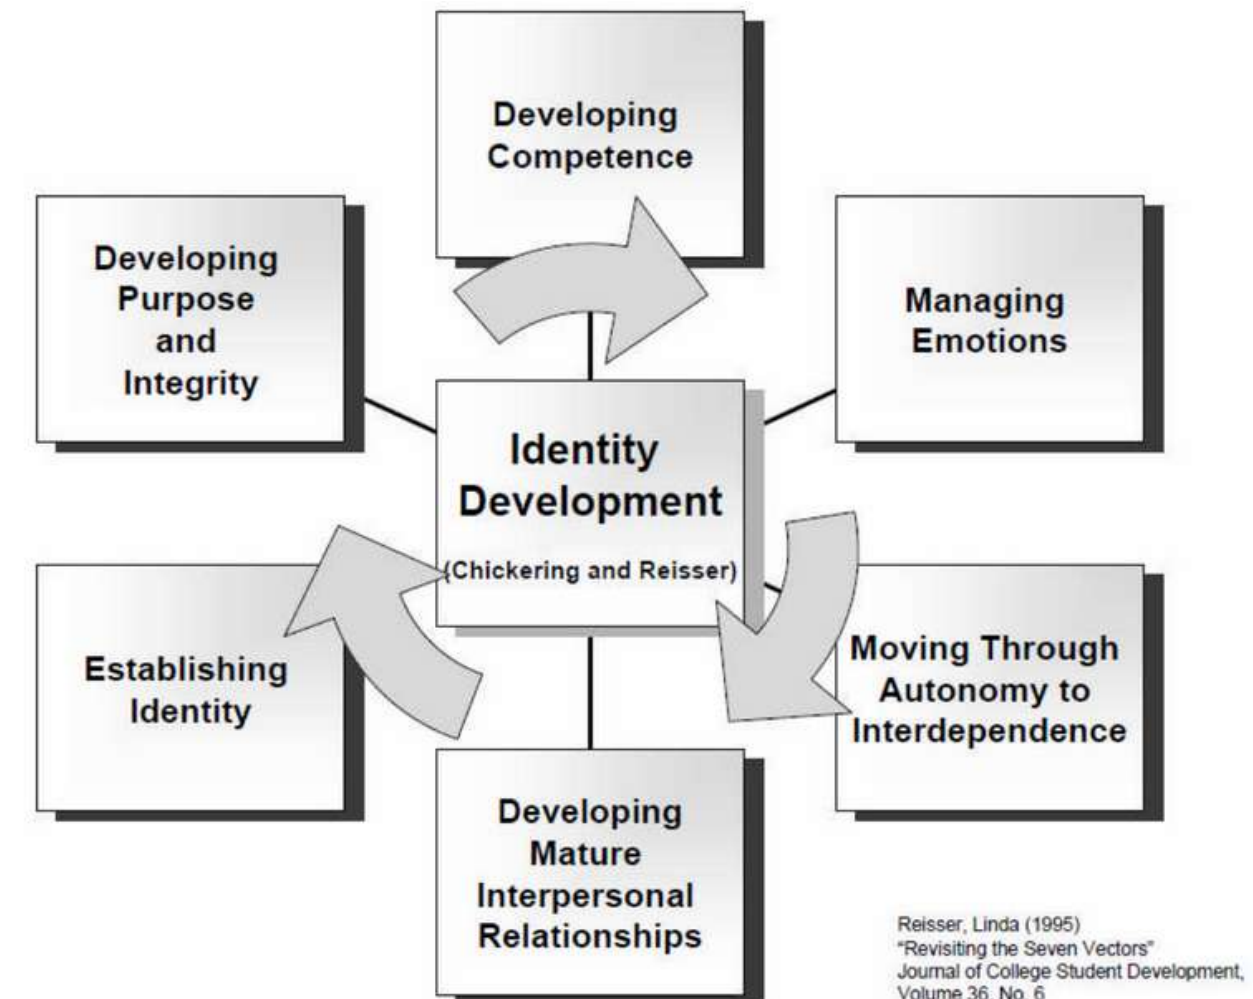 Developing
Competence
Developing
Purpose
and
Integrity
Managing
Emotions
Identity
Development
(Chickering and Reisser)
Establishing
Identity
Moving Through
Autonomy to
Interdependence
Developing
Mature
Interpersonal
Relationships
Reisser, Linda (1995)
"Revisiting the Seven Vectors"
Journal of College Student Development,
Volume 36, No. 6